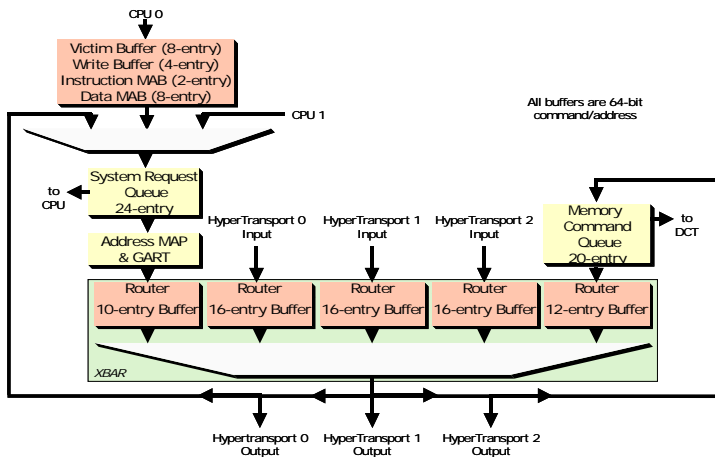 CPU 0
Victim Buffer (8-entry)
Write Buffer (4-entry)
Instruction MAB (2-entry)
Data MAB (8-entry)
CPU 1
All buffers are 64-bit
command/address
System Request
Queue
24-entry
to
CPU
Address MAP
& GART
HyperTransport 0
Input
HyperTransport 1
Input
HyperTransport 2
Input
Memory
Command
Queue
20-entry
to
DCT
Router
10-entry Buffer
Router
16-entry Buffer
Router
16-entry Buffer
Router
16-entry Buffer
Router
12-entry Buffer
XBAR
Hypertransport 0
Output
HyperTransport 1
Output
HyperTransport 2
Output